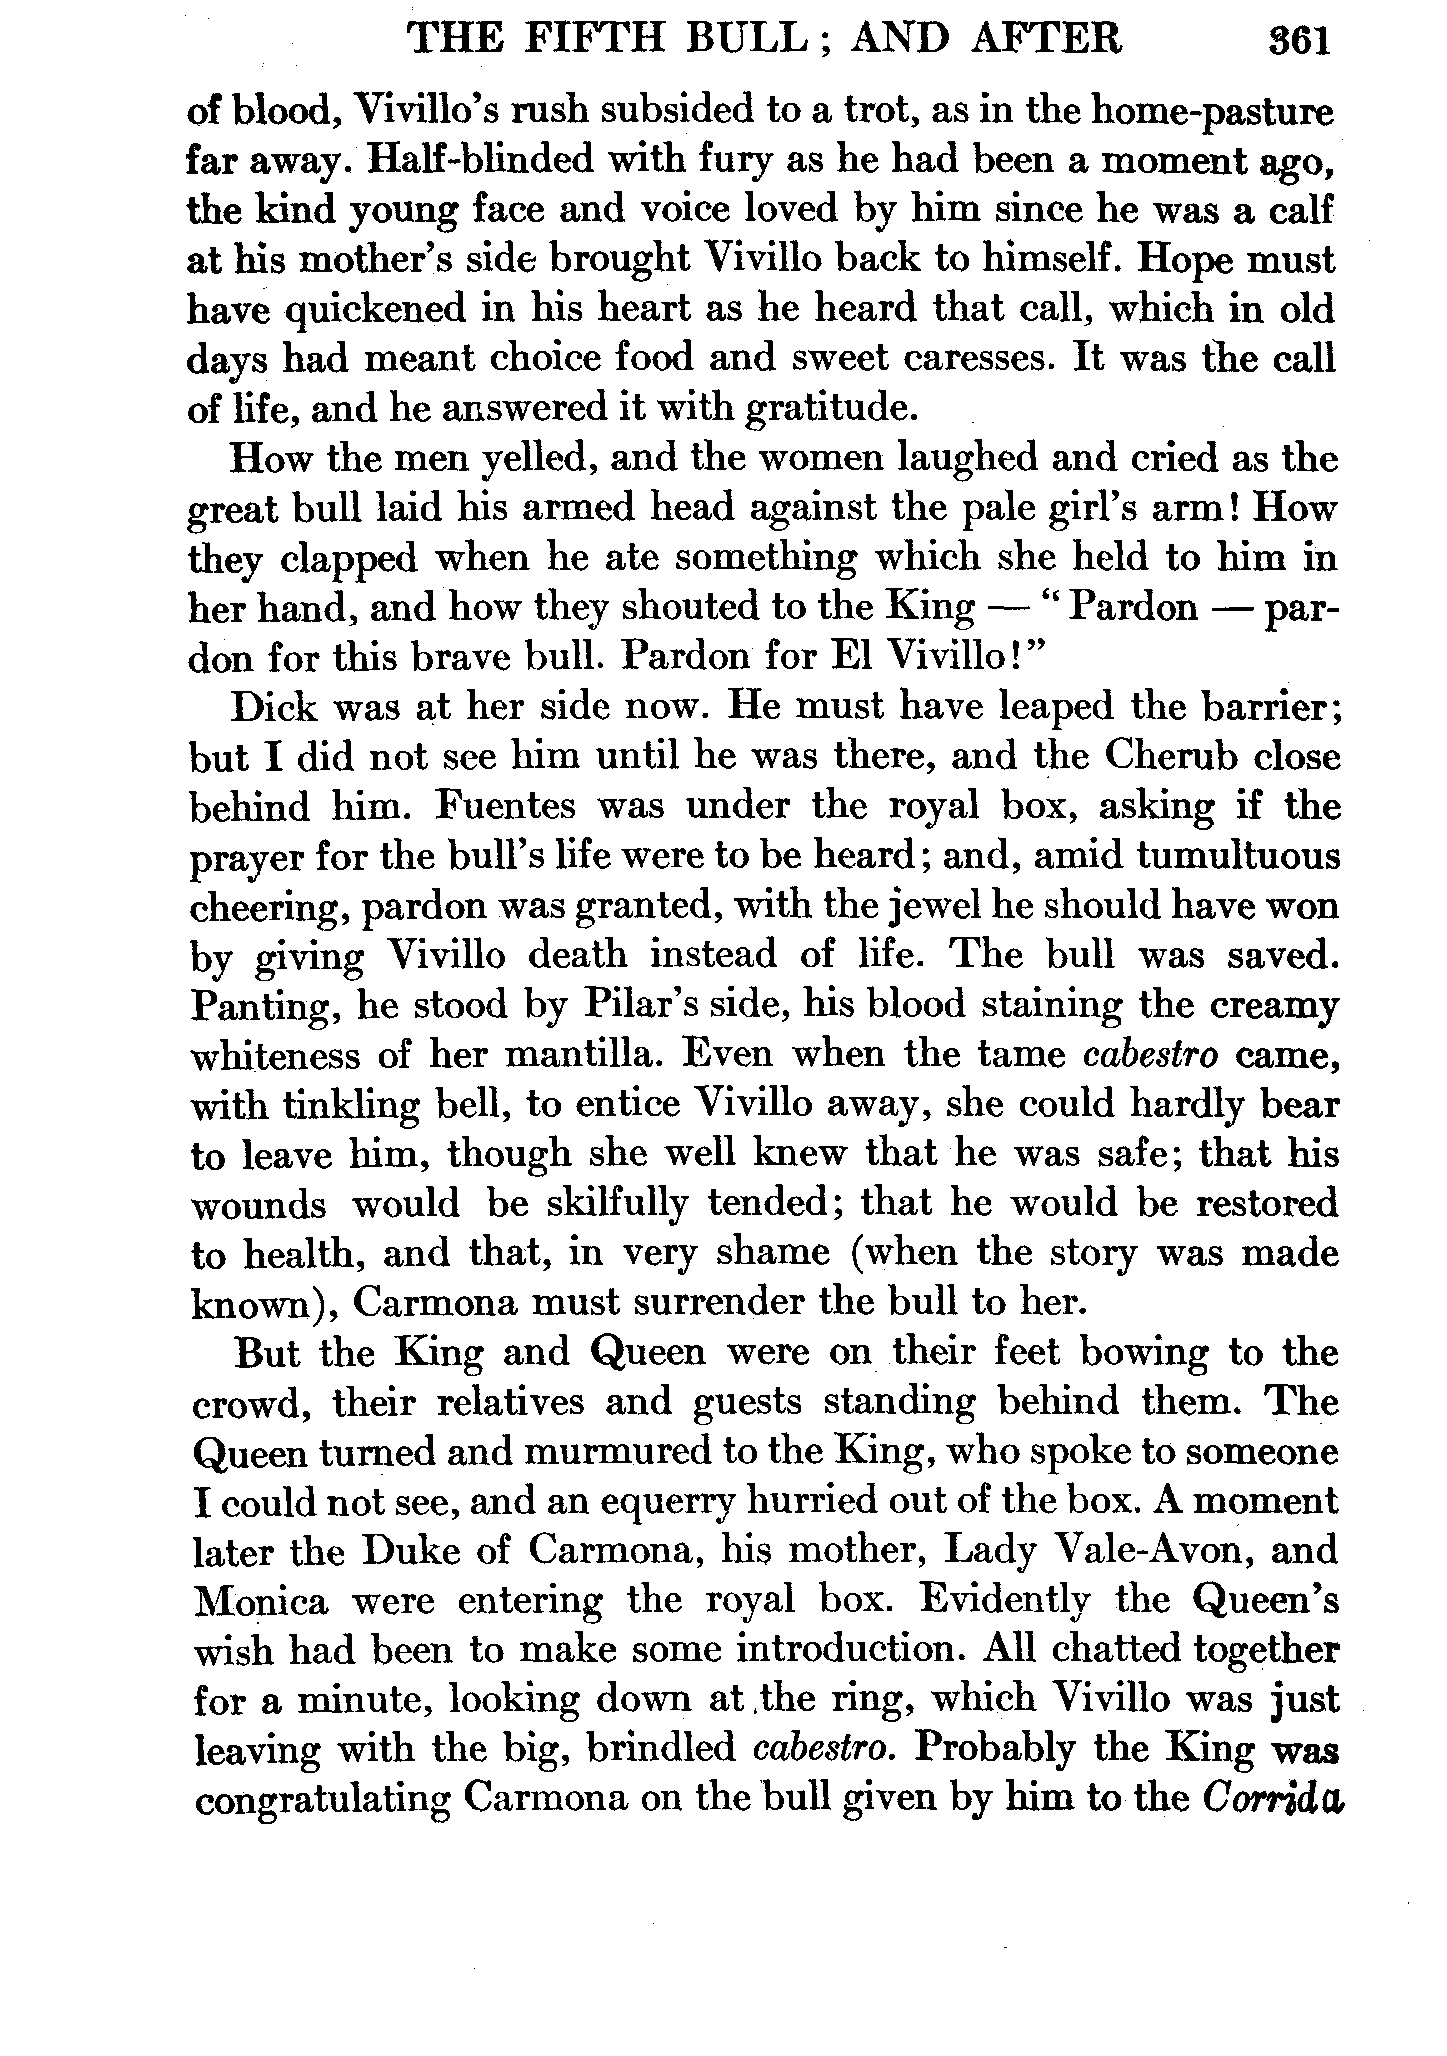 THE FIFTH BULL; AND AFTER 361
of blood, Vivillo's rush subsided to a trot, as in the home-pasture
far away. Half-blinded with fury as he had been a moment ago,
the kind young face and voice loved by him since he was a calf
at his mother's side brought Vivillo back to himself. Hope must
have quickened in his heart as he heard that call, which in old
days had meant choice food and sweet caresses. It was the call
of life, and he answered it with gratitude.
How the men yelled, and the women laughed and cried as the
great bull laid his armed head against the pale girl's arm! How
they clapped when he ate something which she held to him in
her hand, and how they shouted to the King — “Pardon — par-
don for this brave bull. Pardon for El Vivillo!”
Dick was at her side now. He must have leaped the barrier;
but I did not see him until he was there, and the Cherub close
behind him. Fuentes was under the royal box, asking if the
prayer for the bull's life were to be heard; and, amid tumultuous
cheering, pardon was granted, with the jewel he should have won
by giving Vivillo death instead of life. The bull was saved.
Panting, he stood by Pilar's side, his blood staining the creamy
whiteness of her mantilla. Even when the tame cabestro came,
with tinkling bell, to entice Vivillo away, she could hardly bear
to leave him, though she well knew that he was safe; that his
wounds would be skilfully tended; that he would be restored
to health, and that, in very shame (when the story was made
known), Carmona must surrender the bull to her.
But the King and Queen were on their feet bowing to the
crowd, their relatives and guests standing behind them. The
Queen turned and murmured to the King, who spoke to someone
I could not see, and an equerry hurried out of the box. A moment
later the Duke of Carmona, his mother, Lady Vale-Avon, and
Monica were entering the royal box. Evidently the Queen's
wish had been to make some introduction. All chatted together
for a minute, looking down at the ring, which Vivillo was just
leaving with the big, brindled cabestro. Probably the King was
congratulating Carmona on the bull given by him to the Corrida